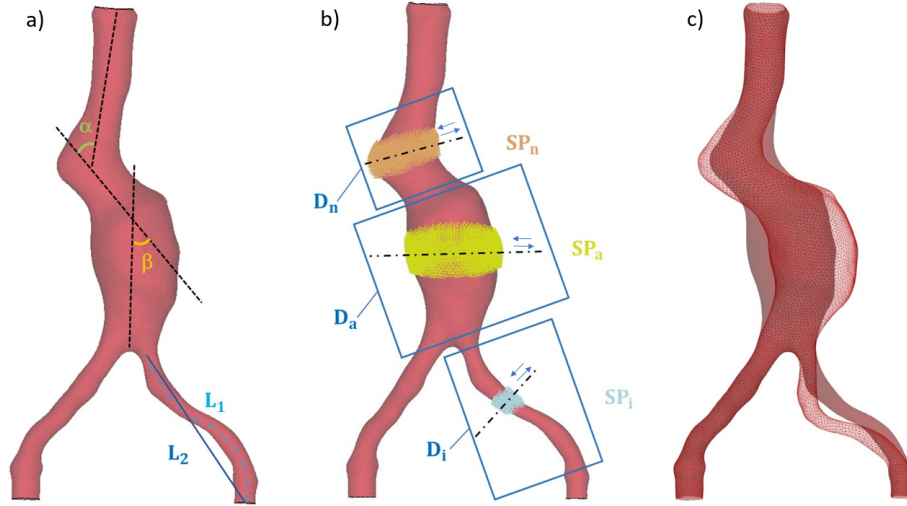 a)
α
β
L₁
L₂
b)
SPₙ
Dₙ
SPₐ
Dₐ
SPᵢ
Dᵢ
c)